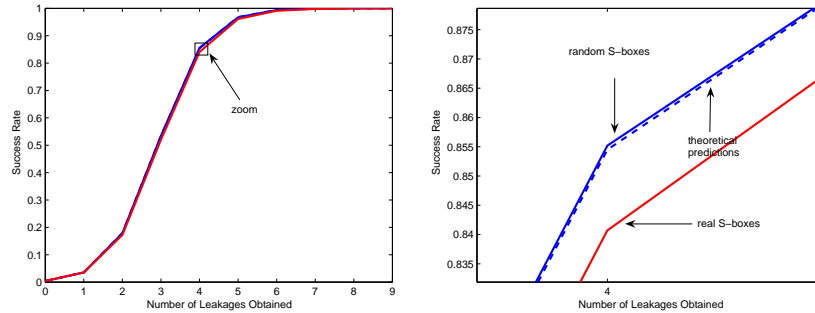 1
0.9
0.8
0.7
0.6
0.5
0.4
0.3
0.2
0.1
0
Success Rate
zoom
0 1 2 3 4 5 6 7 8 9
Number of Leakages Obtained
0.875
0.87
0.865
0.86
0.855
0.85
0.845
0.84
0.835
Success Rate
random S−boxes
theoretical
predictions
real S−boxes
4
Number of Leakages Obtained